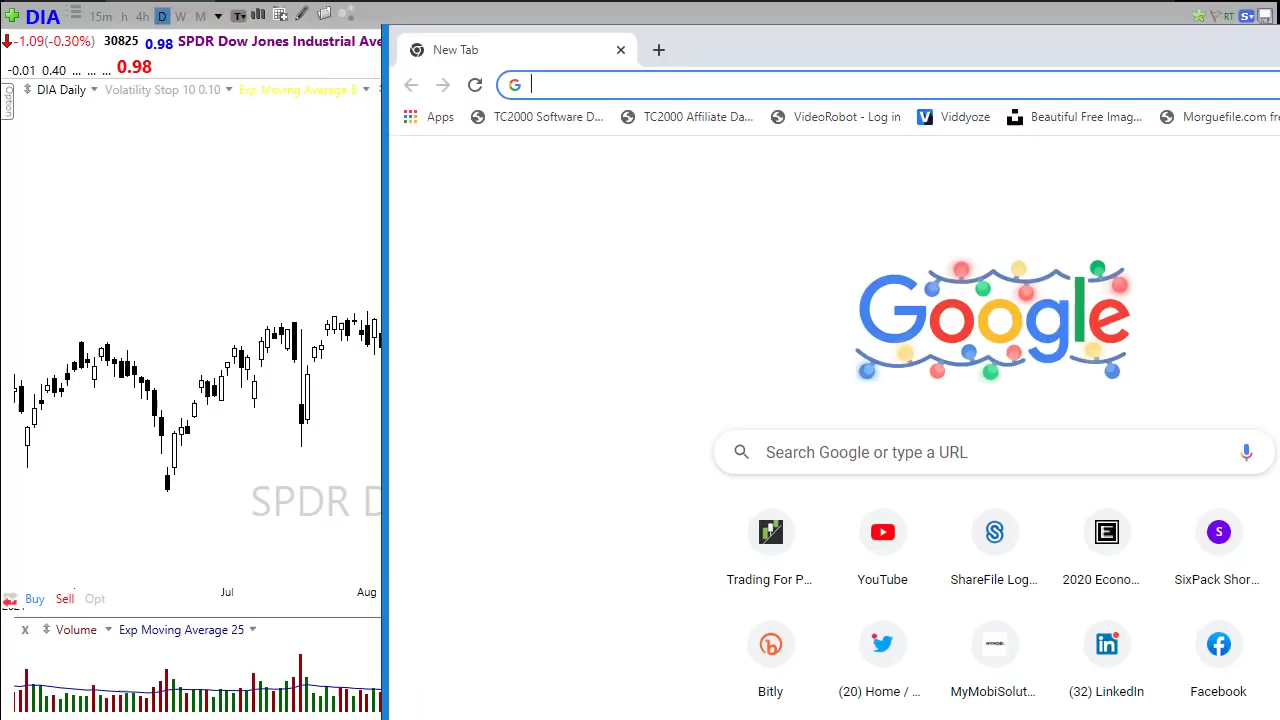 DIA 15m h 4h D W M T RT S
-1.09(-0.30%) 30825 0.98 SPDR Dow Jones Industrial Ave
-0.01 0.40 ... ... 0.98
Option
DIA Daily Volatility Stop 10 0.10 Exp Moving Average 8
SPDR D
Jul Aug
Buy Sell Opt
X Volume Exp Moving Average 25
New Tab
Apps TC2000 Software D... TC2000 Affiliate Da... VideoRobot - Log in Viddyoze Beautiful Free Imag... Morguefile.com fre
Google
Search Google or type a URL
Trading For P... YouTube ShareFile Log... 2020 Econo... SixPack Shor...
Bitly (20) Home / ... MyMobiSolut... (32) LinkedIn Facebook